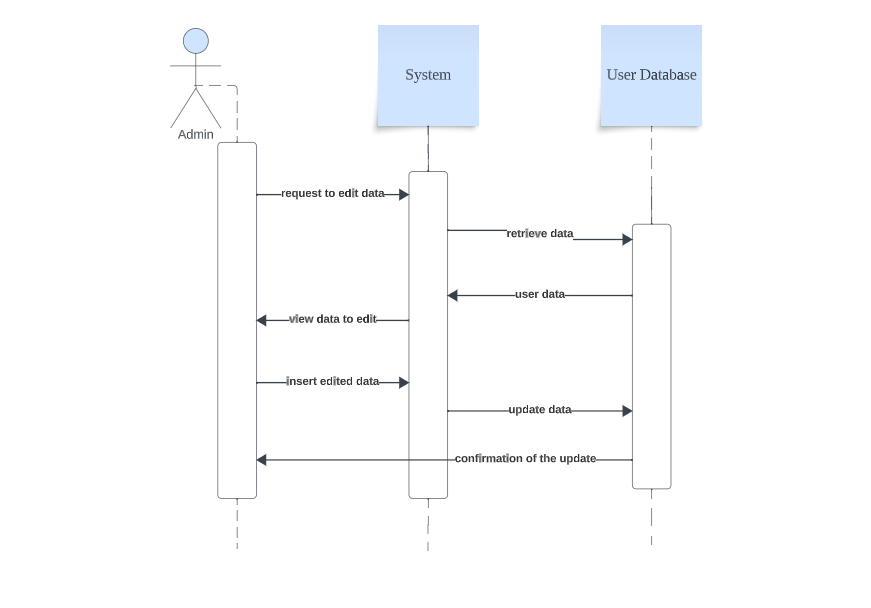 System
User Database
Admin
request to edit data
retrieve data
user data
view data to edit
insert edited data
update data
confirmation of the update